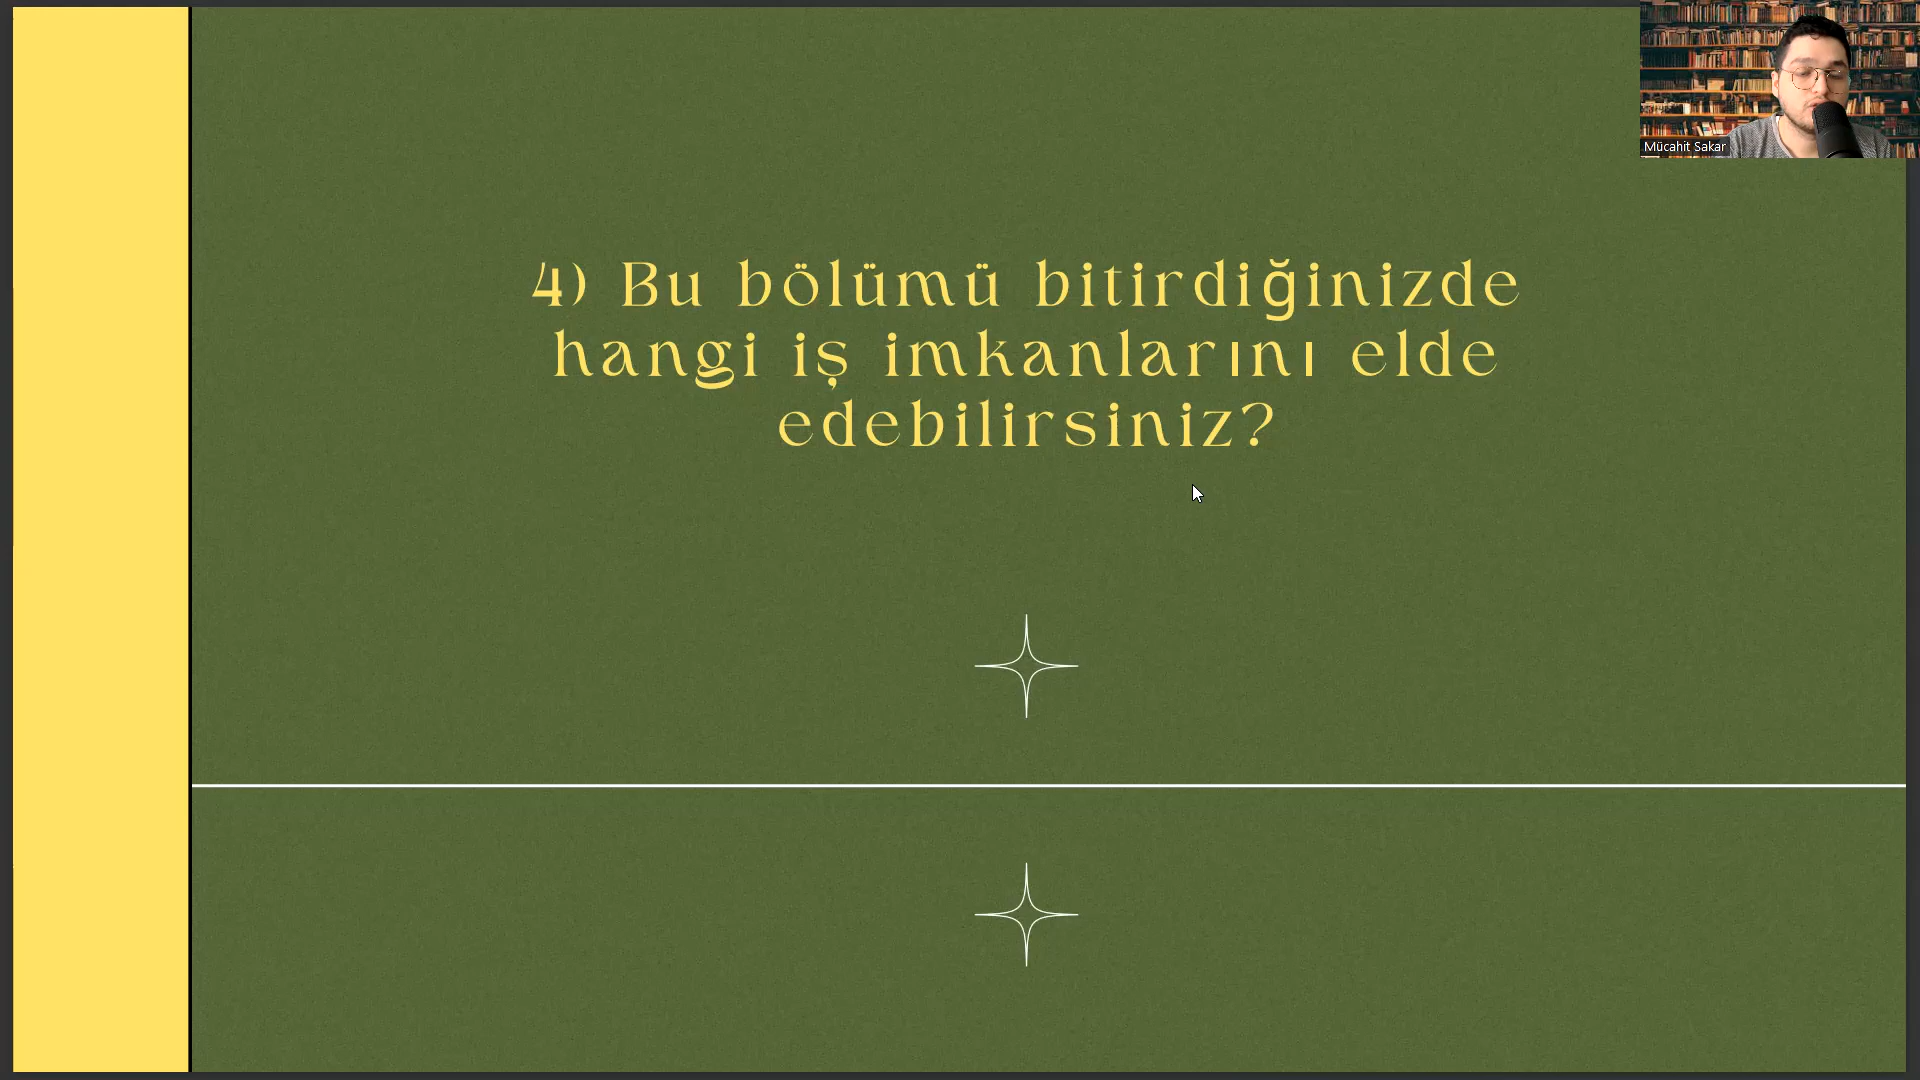 4) Bu bölümü bitirdiğinizde
hangi iş imkanlarını elde
edebilirsiniz?
Mücahit Sakar